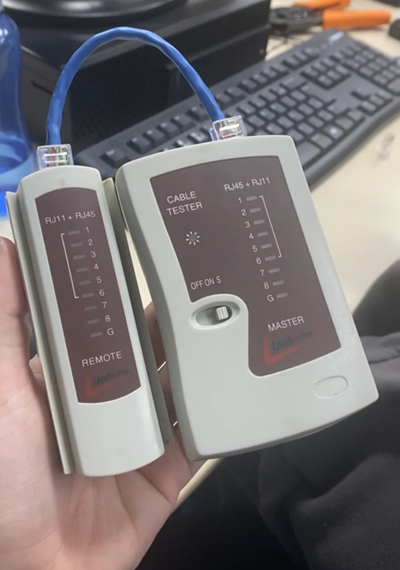 RJ11 + RJ45
1
2
3
4
5
6
7
8
G
REMOTE
CABLE
TESTER
RJ45 + RJ11
1
2
3
4
5
6
7
8
G
OFF ON S
MASTER